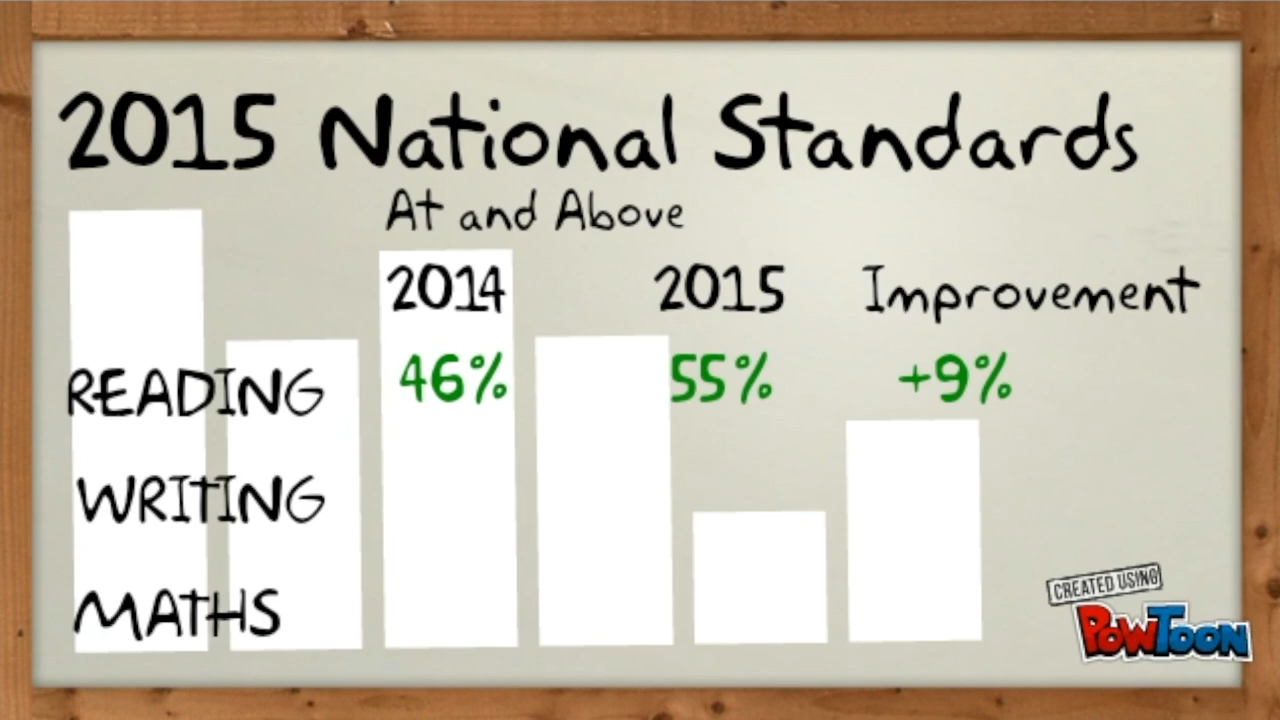 2015 National Standards
At and Above
2014 2015 Improvement
READING 46% 55% +9%
WRITING
MATHS
CREATED USING
POWTOON